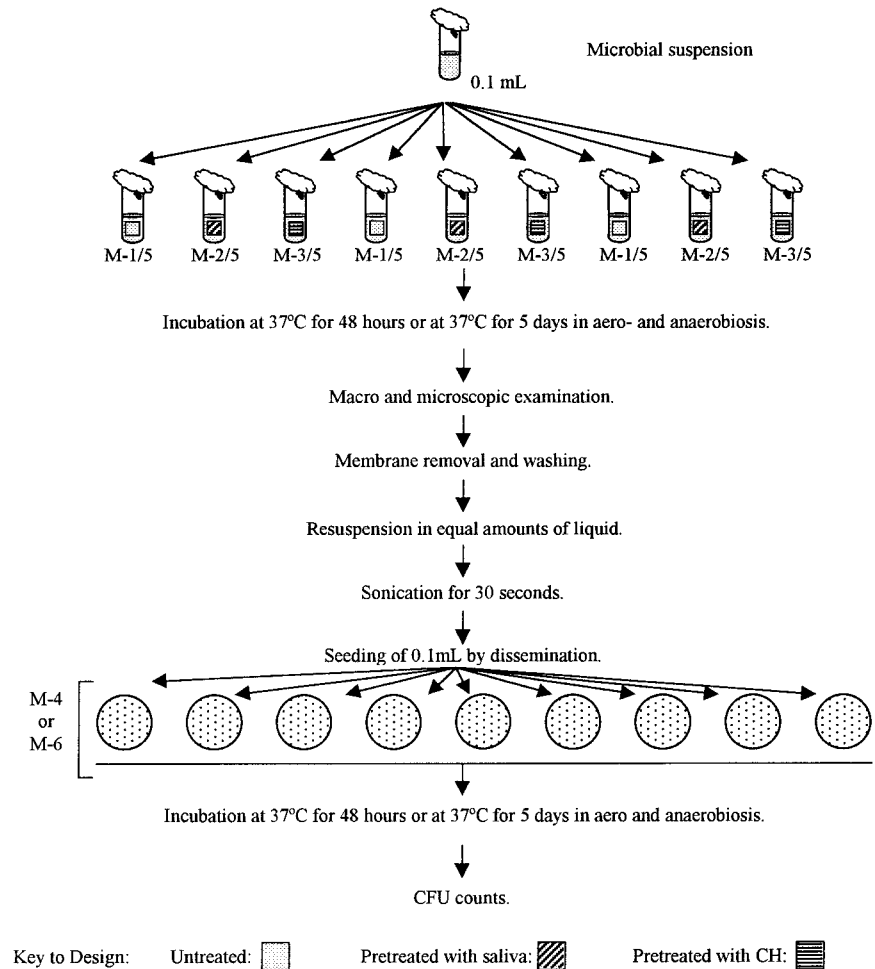 Microbial suspension
0.1 mL
M-1/5 M-2/5 M-3/5 M-1/5 M-2/5 M-3/5 M-1/5 M-2/5 M-3/5
Incubation at 37ºC for 48 hours or at 37ºC for 5 days in aero- and anaerobiosis.
Macro and microscopic examination.
Membrane removal and washing.
Resuspension in equal amounts of liquid.
Sonication for 30 seconds.
Seeding of 0.1mL by dissemination.
M-4
or
M-6
Incubation at 37ºC for 48 hours or at 37ºC for 5 days in aero and anaerobiosis.
CFU counts.
Key to Design: Untreated: Pretreated with saliva: Pretreated with CH: